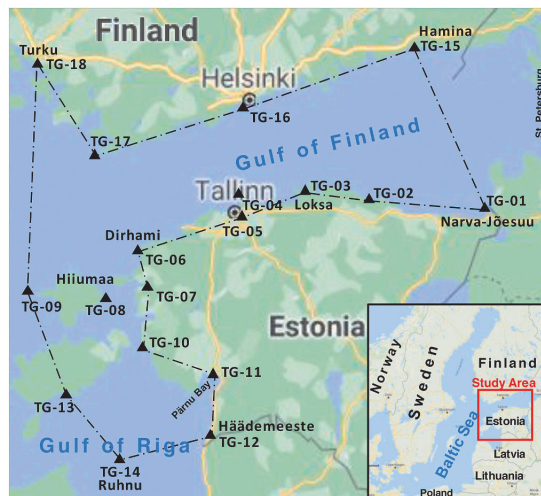 Finland
Hamina
TG-15
Turku
TG-18
Helsinki
TG-16
St. Petersburg
TG-17
Gulf of Finland
Tallinn
TG-04
TG-05
TG-03
Loksa
TG-02
TG-01
Narva-Jõesuu
Dirhami
TG-06
Hiiumaa
TG-07
TG-09
TG-08
Estonia
TG-10
TG-11
Pärnu Bay
TG-13
Häädemeeste
TG-12
Gulf of Riga
TG-14
Ruhnu
Norway
Sweden
Finland
Study Area
Estonia
Baltic Sea
Latvia
Lithuania
Poland